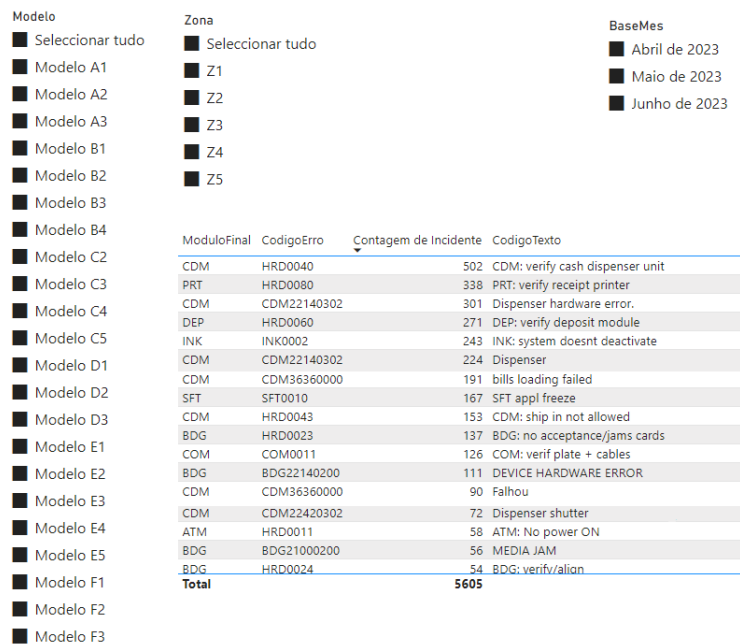 Modelo
Seleccionar tudo
Modelo A1
Modelo A2
Modelo A3
Modelo B1
Modelo B2
Modelo B3
Modelo B4
Modelo C2
Modelo C3
Modelo C4
Modelo C5
Modelo D1
Modelo D2
Modelo D3
Modelo E1
Modelo E2
Modelo E3
Modelo E4
Modelo E5
Modelo F1
Modelo F2
Modelo F3
Zona
Seleccionar tudo
Z1
Z2
Z3
Z4
Z5
BaseMes
Abril de 2023
Maio de 2023
Junho de 2023
ModuloFinal CodigoErro Contagem de Incidente CodigoTexto
CDM HRD0040 502 CDM: verify cash dispenser unit
PRT HRD0080 338 PRT: verify receipt printer
CDM CDM22140302 301 Dispenser hardware error.
DEP HRD0060 271 DEP: verify deposit module
INK INK0002 243 INK: system doesnt deactivate
CDM CDM22140302 224 Dispenser
CDM CDM36360000 191 bills loading failed
SFT SFT0010 167 SFT appl freeze
CDM HRD0043 153 CDM: ship in not allowed
BDG HRD0023 137 BDG: no acceptance/jams cards
COM COM0011 126 COM: verif plate + cables
BDG BDG22140200 111 DEVICE HARDWARE ERROR
CDM CDM36360000 90 Falhou
CDM CDM22420302 72 Dispenser shutter
ATM HRD0011 58 ATM: No power ON
BDG BDG21000200 56 MEDIA JAM
BDG HRD0024 54 BDG: verify/align
Total 5605